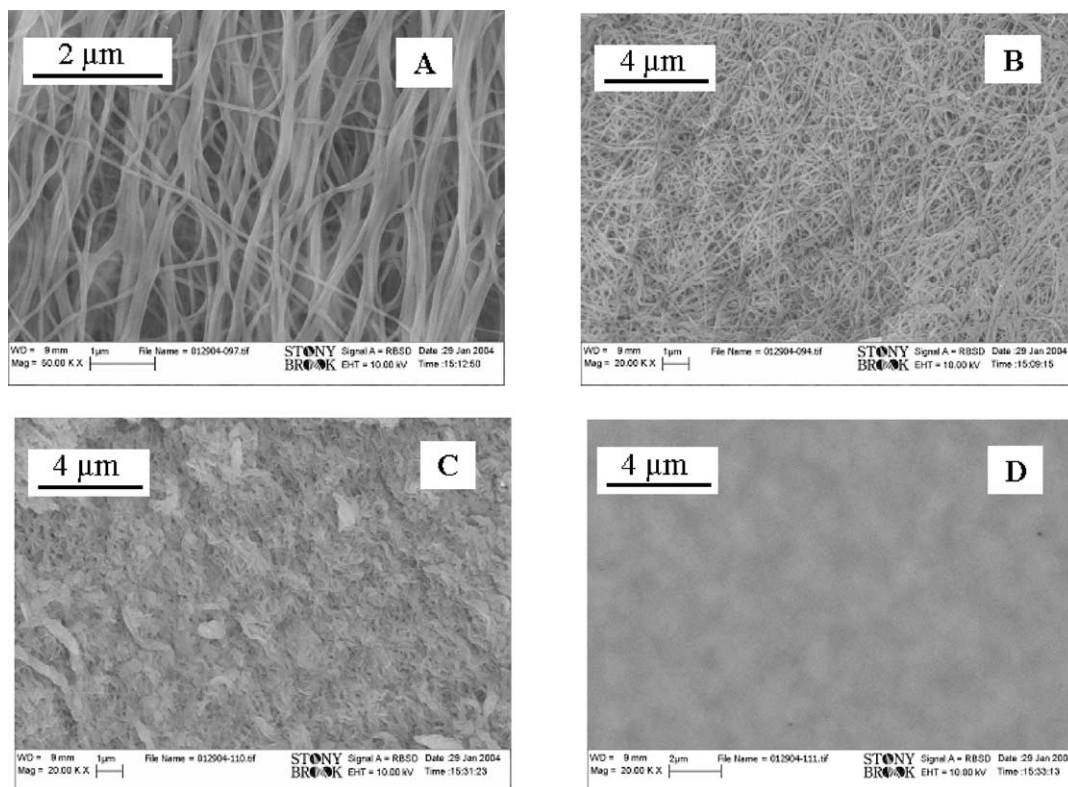 2 µm
A
WD = 9 mm 1µm File Name = 012904-097.tif STONY Signal A = RBSD Date :29 Jan 2004
Mag = 50.00 K X BROOK EHT = 10.00 kV Time :15:12:50
4 µm
B
WD = 9 mm 1µm File Name = 012904-094.tif STONY Signal A = RBSD Date :29 Jan 2004
Mag = 20.00 K X BROOK EHT = 10.00 kV Time :15:09:15
4 µm
C
WD = 9 mm 1µm File Name = 012904-110.tif STONY Signal A = RBSD Date :29 Jan 2004
Mag = 20.00 K X BROOK EHT = 10.00 kV Time :15:31:23
4 µm
D
WD = 9 mm 2µm File Name = 012904-111.tif STONY Signal A = RBSD Date :29 Jan 2004
Mag = 20.00 K X BROOK EHT = 10.00 kV Time :15:33:13